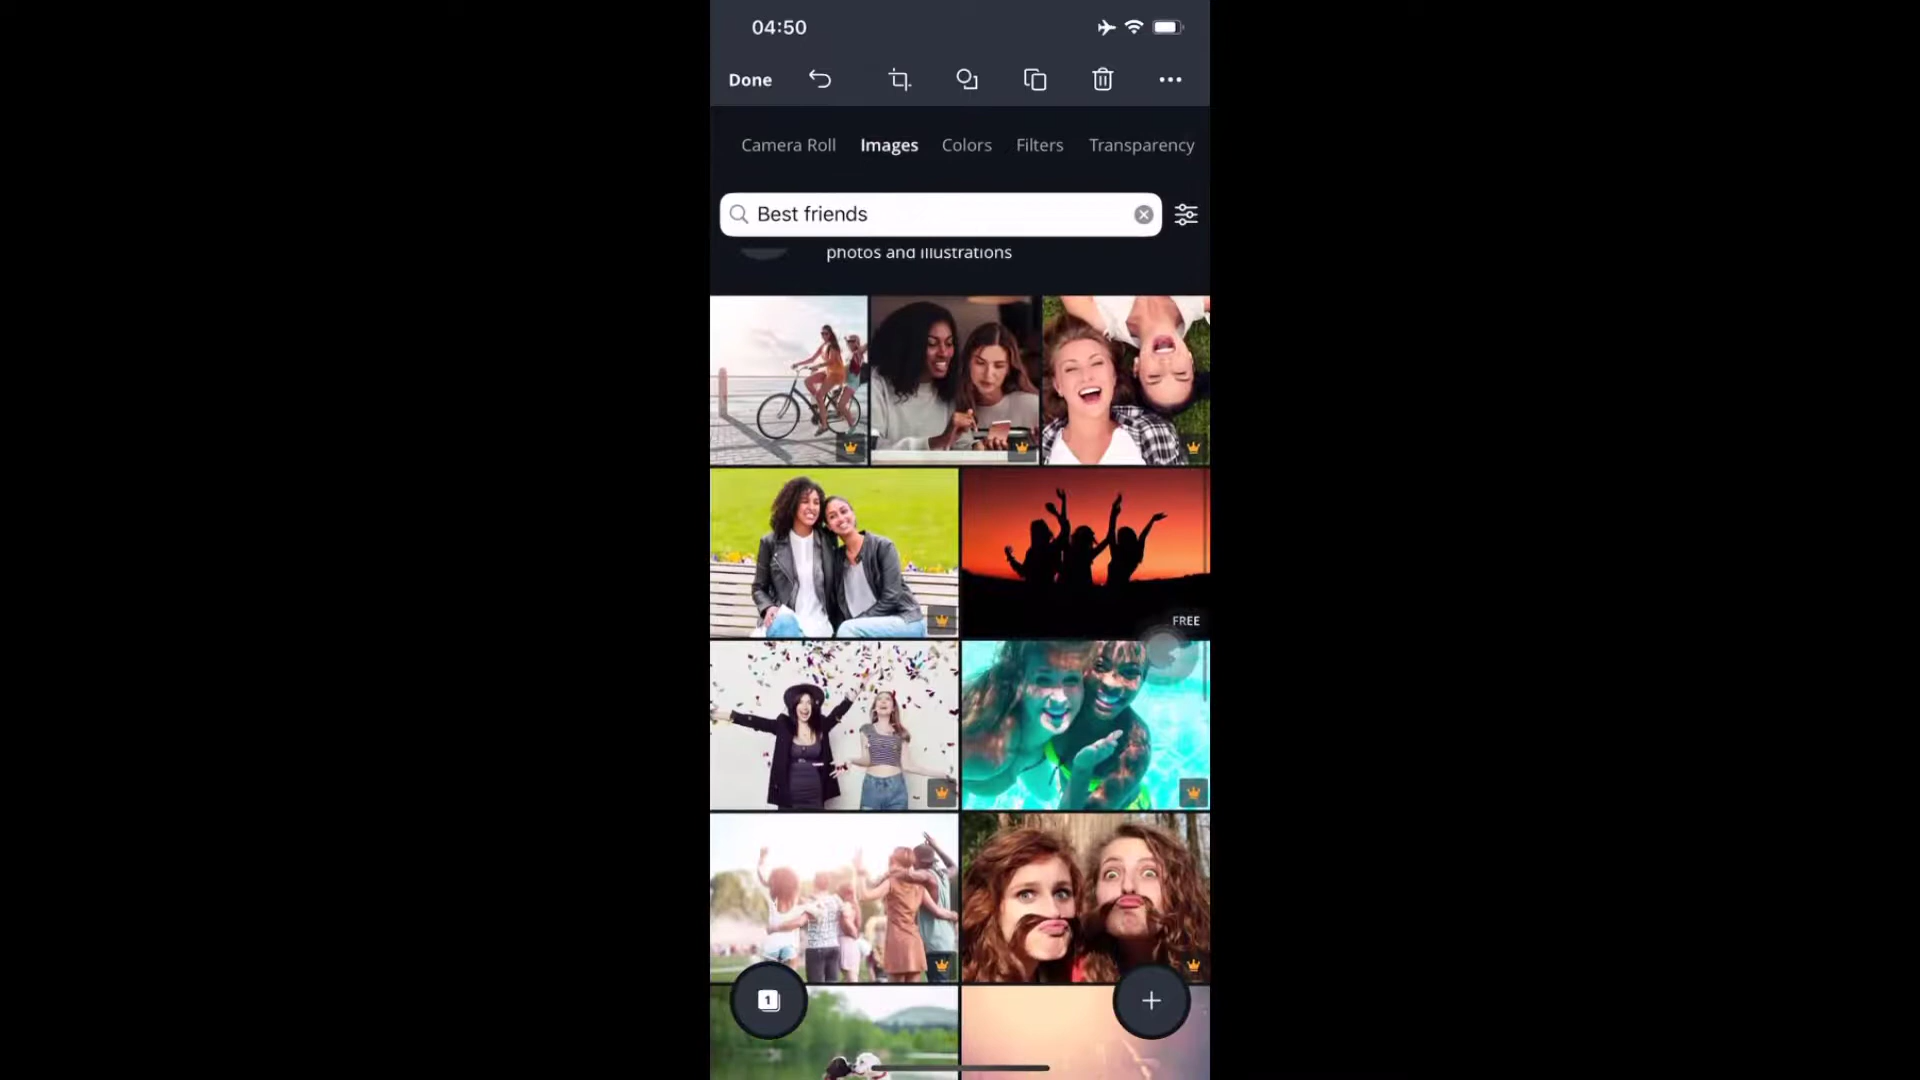 04:50
Done
Camera Roll Images Colors Filters Transparency
Best friends
photos and illustrations
FREE
1